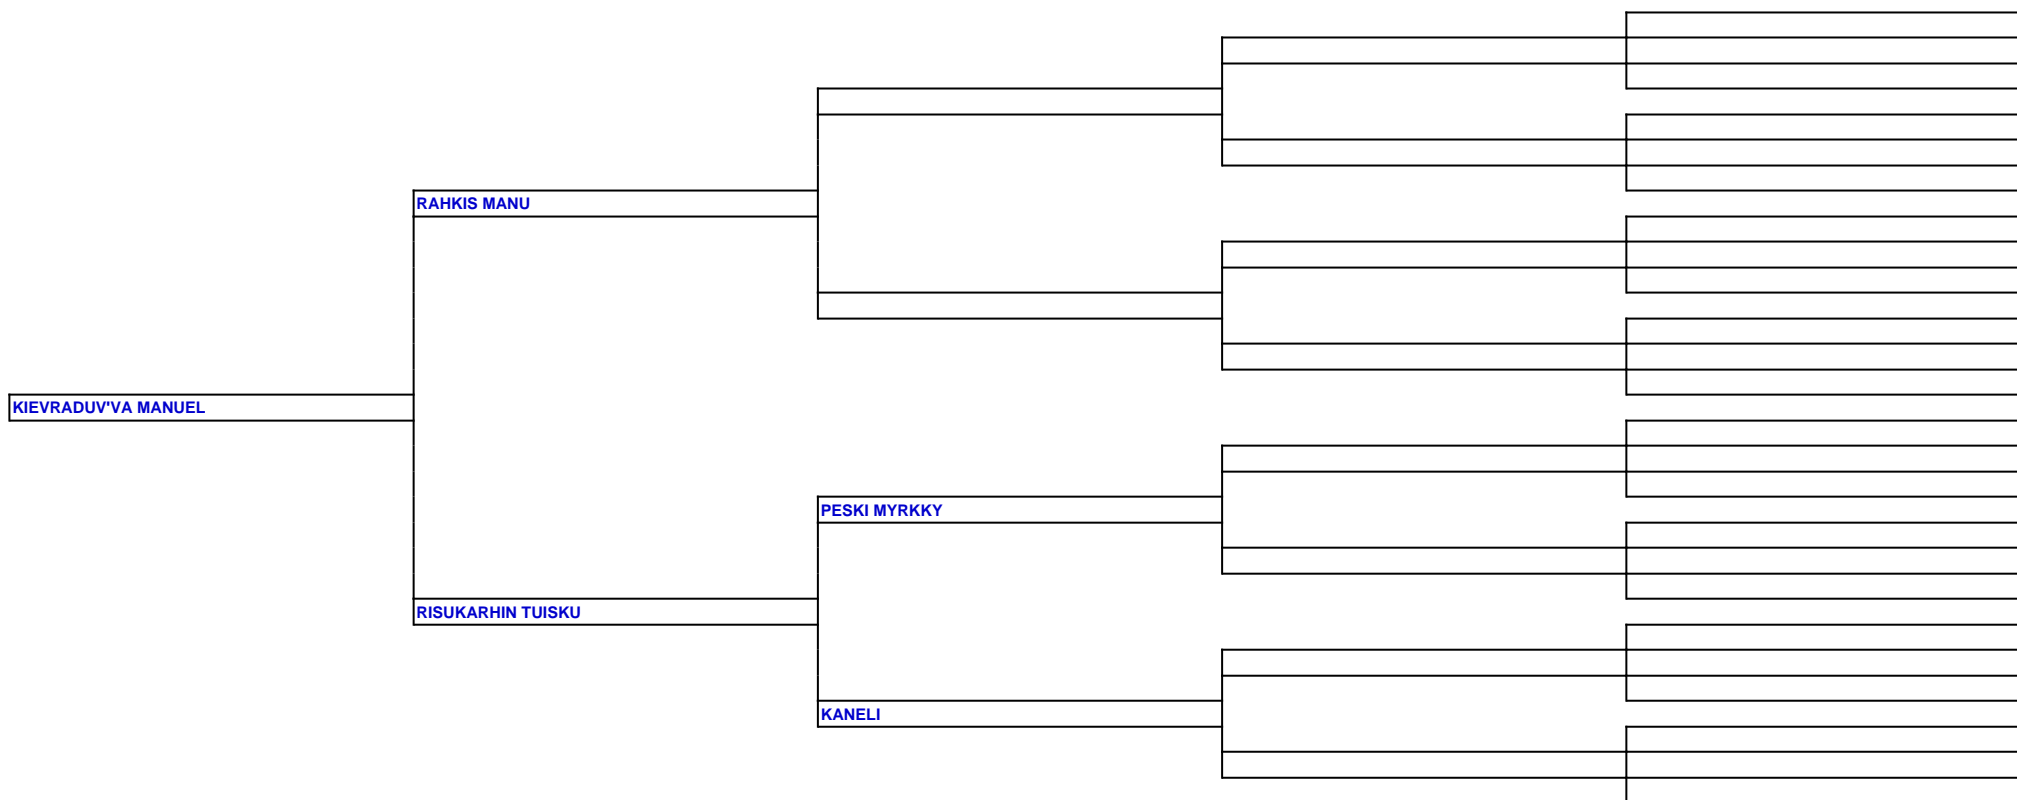 RAHKIS MANU
KIEVRADUV'VA MANUEL
PESKI MYRKKY
RISUKARHIN TUISKU
KANELI